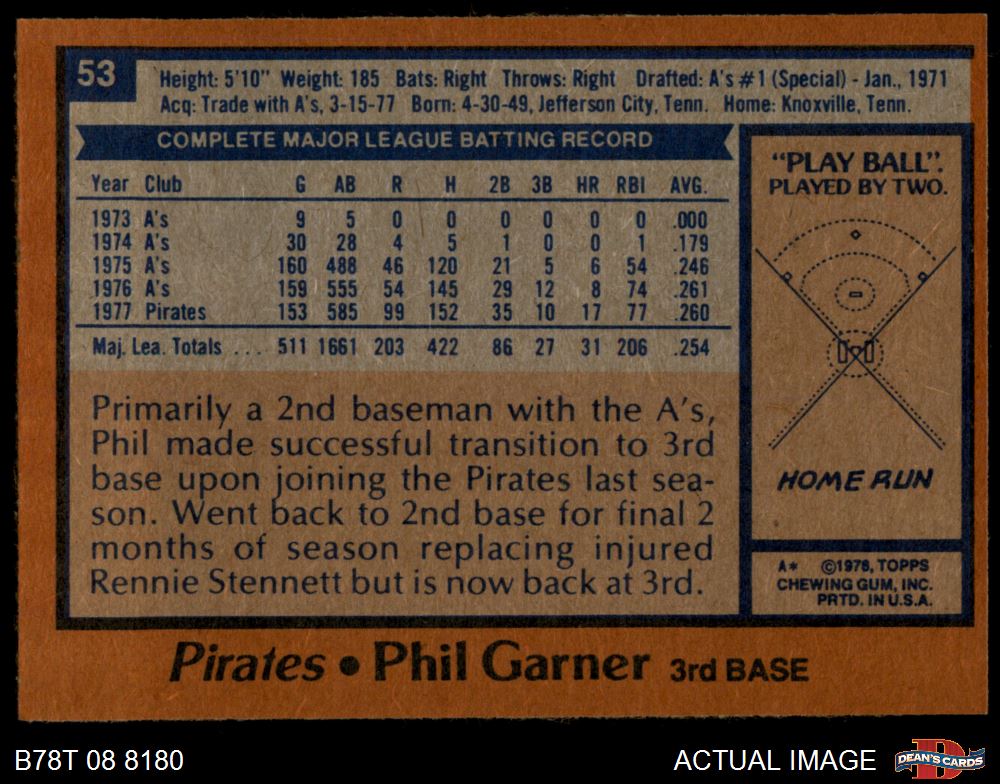 53
Height: 5'10" Weight: 185 Bats: Right Throws: Right Drafted: A's #1 (Special) - Jan., 1971
Acq: Trade with A's, 3-15-77 Born: 4-30-49, Jefferson City, Tenn. Home: Knoxville, Tenn.
COMPLETE MAJOR LEAGUE BATTING RECORD
Year Club G AB R H 2B 3B HR RBI AVG.
1973 A's 9 5 0 0 0 0 0 0 .000
1974 A's 30 28 4 5 1 0 0 1 .179
1975 A's 160 488 46 120 21 5 6 54 .246
1976 A's 159 555 54 145 29 12 8 74 .261
1977 Pirates 153 585 99 152 35 10 17 77 .260
Maj. Lea. Totals ... 511 1661 203 422 86 27 31 206 .254
Primarily a 2nd baseman with the A's,
Phil made successful transition to 3rd
base upon joining the Pirates last sea-
son. Went back to 2nd base for final 2
months of season replacing injured
Rennie Stennett but is now back at 3rd.
"PLAY BALL".
PLAYED BY TWO.
HOME RUN
A* ©1978, TOPPS
CHEWING GUM, INC.
PRTD. IN U.S.A.
Pirates • Phil Garner 3rd BASE
B78T 08 8180
ACTUAL IMAGE
D
DEAN'S CARDS